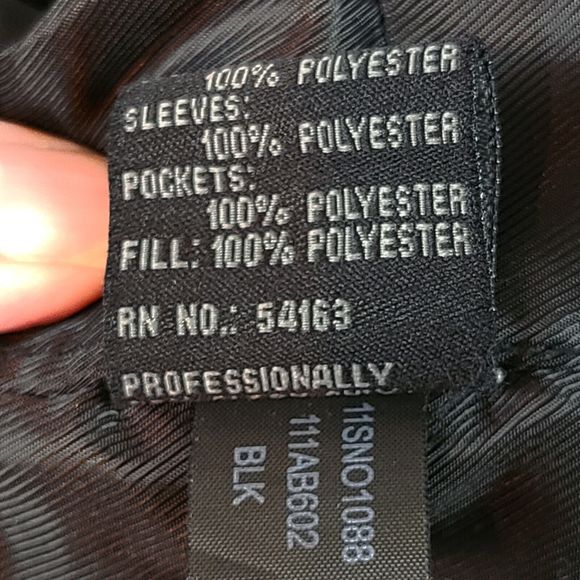 100% POLYESTER
SLEEVES:
100% POLYESTER
POCKETS:
100% POLYESTER
FILL: 100% POLYESTER
RN NO.: 54163
PROFESSIONALLY
11SNO1088
111AB602
BLK